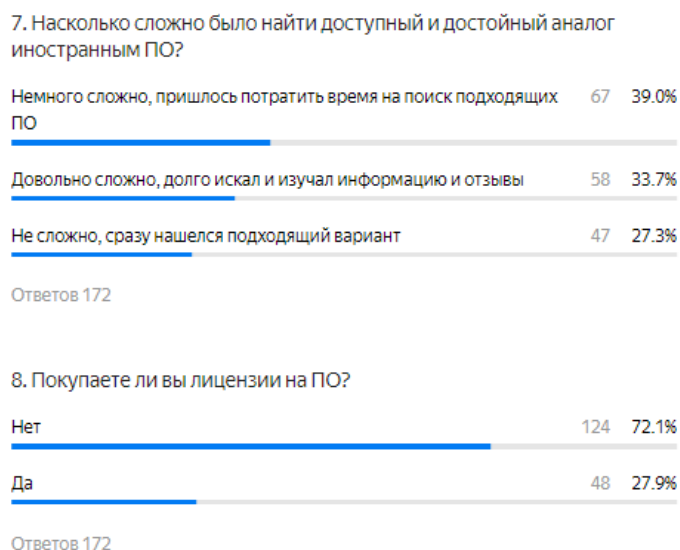 7. Насколько сложно было найти доступный и достойный аналог
иностранным ПО?
Немного сложно, пришлось потратить время на поиск подходящих 67 39.0%
ПО
Довольно сложно, долго искал и изучал информацию и отзывы 58 33.7%
Не сложно, сразу нашелся подходящий вариант 47 27.3%
Ответов 172
8. Покупаете ли вы лицензии на ПО?
Нет 124 72.1%
Да 48 27.9%
Ответов 172